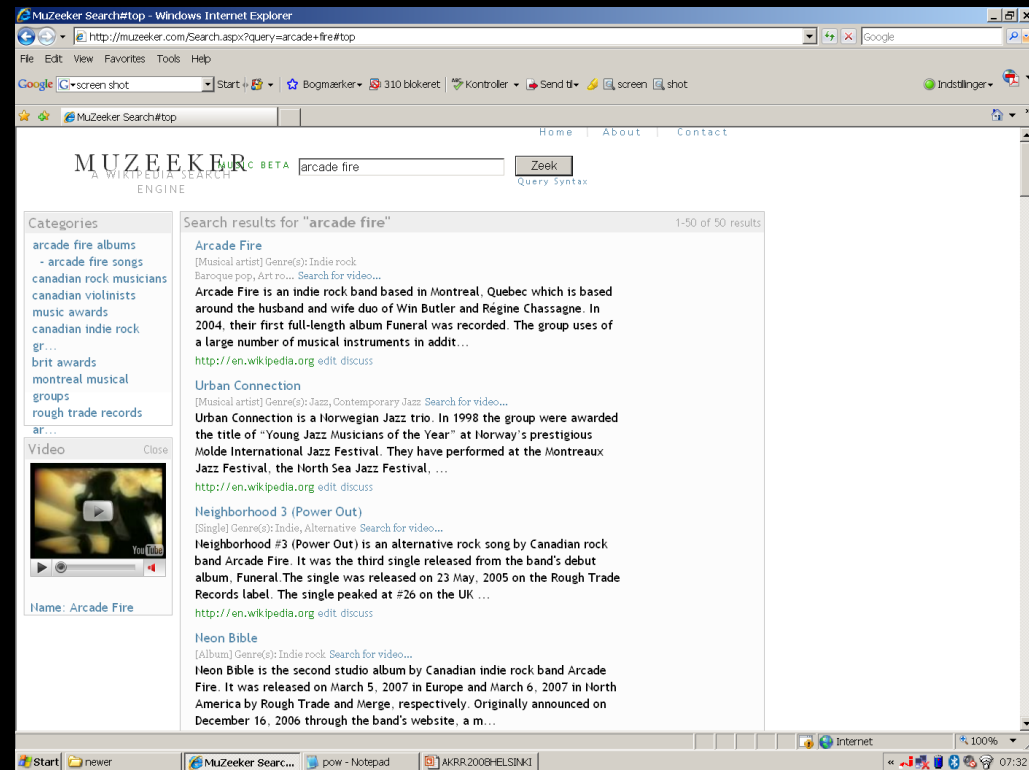 MuZeeker Search#top - Windows Internet Explorer
http://muzeeker.com/Search.aspx?query=arcade+fire#top
Google
File Edit View Favorites Tools Help
Google G screen shot Start Bogmærker 310 blokeret Kontroller Send til screen shot Indstillinger
MuZeeker Search#top
Home | About | Contact
MUZEEKER MUSIC BETA arcade fire Zeek
A WIKIPEDIA SEARCH ENGINE
Query Syntax
Categories
arcade fire albums
- arcade fire songs
canadian rock musicians
canadian violinists
music awards
canadian indie rock
gr...
brit awards
montreal musical
groups
rough trade records
ar...
Video Close
YouTube
Name: Arcade Fire
Search results for "arcade fire" 1-50 of 50 results
Arcade Fire
[Musical artist] Genre(s): Indie rock
Baroque pop, Art ro... Search for video...
Arcade Fire is an indie rock band based in Montreal, Quebec which is based
around the husband and wife duo of Win Butler and Régine Chassagne. In
2004, their first full-length album Funeral was recorded. The group uses of
a large number of musical instruments in addit...
http://en.wikipedia.org edit discuss
Urban Connection
[Musical artist] Genre(s): Jazz, Contemporary Jazz Search for video...
Urban Connection is a Norwegian Jazz trio. In 1998 the group were awarded
the title of "Young Jazz Musicians of the Year" at Norway's prestigious
Molde International Jazz Festival. They have performed at the Montreaux
Jazz Festival, the North Sea Jazz Festival, ...
http://en.wikipedia.org edit discuss
Neighborhood 3 (Power Out)
[Single] Genre(s): Indie, Alternative Search for video...
Neighborhood #3 (Power Out) is an alternative rock song by Canadian rock
band Arcade Fire. It was the third single released from the band's debut
album, Funeral.The single was released on 23 May, 2005 on the Rough Trade
Records label. The single peaked at #26 on the UK ...
http://en.wikipedia.org edit discuss
Neon Bible
[Album] Genre(s): Indie rock Search for video...
Neon Bible is the second studio album by Canadian indie rock band Arcade
Fire. It was released on March 5, 2007 in Europe and March 6, 2007 in North
America by Rough Trade and Merge, respectively. Originally announced on
December 16, 2006 through the band's website, a m...
Internet 100%
Start newer MuZeeker Searc... pow - Notepad AKRR2008HELSINKI 07:32